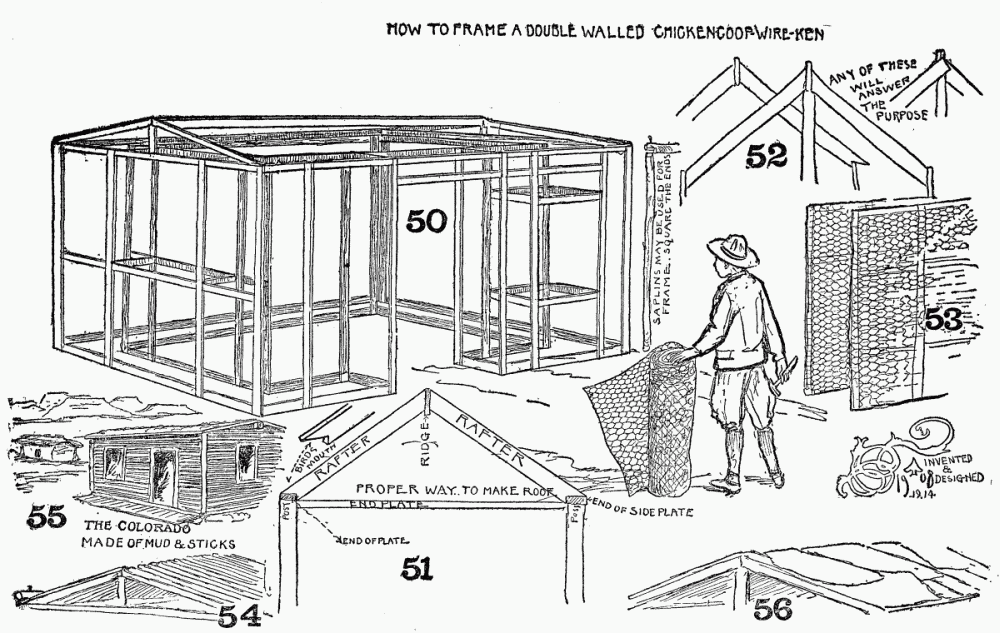 HOW TO FRAME A DOUBLE WALLED CHICKENCOOP-WIRE-KEN
ANY OF THESE
WILL
ANSWER
THE
PURPOSE
52
50
SAPLINS MAY BE USED FOR
FRAME. SQUARE THE ENDS
53
BIRDS
MOUTH
RAFTER
RIDGE
RAFTER
PROPER WAY. TO MAKE ROOF
END PLATE
POST
POST
END OF SIDE PLATE
END OF PLATE
51
55
THE COLORADO
MADE OF MUD & STICKS
INVENTED
&
DESIGNED
1908
1914
54
56